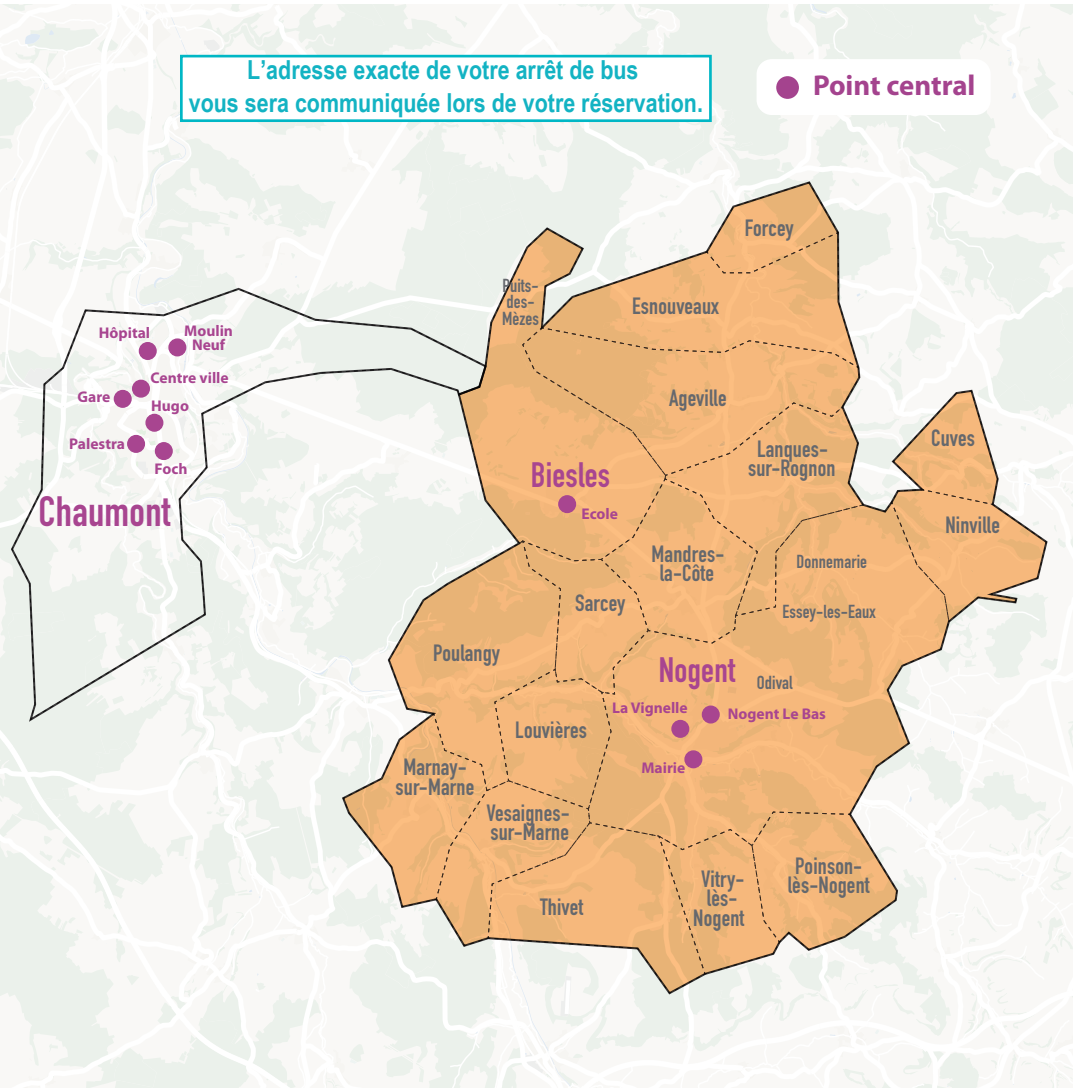 L'adresse exacte de votre arrêt de bus
vous sera communiquée lors de votre réservation.
Point central
Forcey
Puits-
des-
Mèzes
Esnouveaux
Hôpital
Moulin
Neuf
Centre ville
Gare
Hugo
Palestra
Foch
Chaumont
Ageville
Lanques-
sur-Rognon
Cuves
Biesles
Ecole
Ninville
Mandres-
la-Côte
Donnemarie
Sarcey
Essey-les-Eaux
Poulangy
Nogent
Odival
La Vignelle
Nogent Le Bas
Louvières
Mairie
Marnay-
sur-Marne
Vesaignes-
sur-Marne
Poinson-
lès-Nogent
Vitry-
lès-
Nogent
Thivet